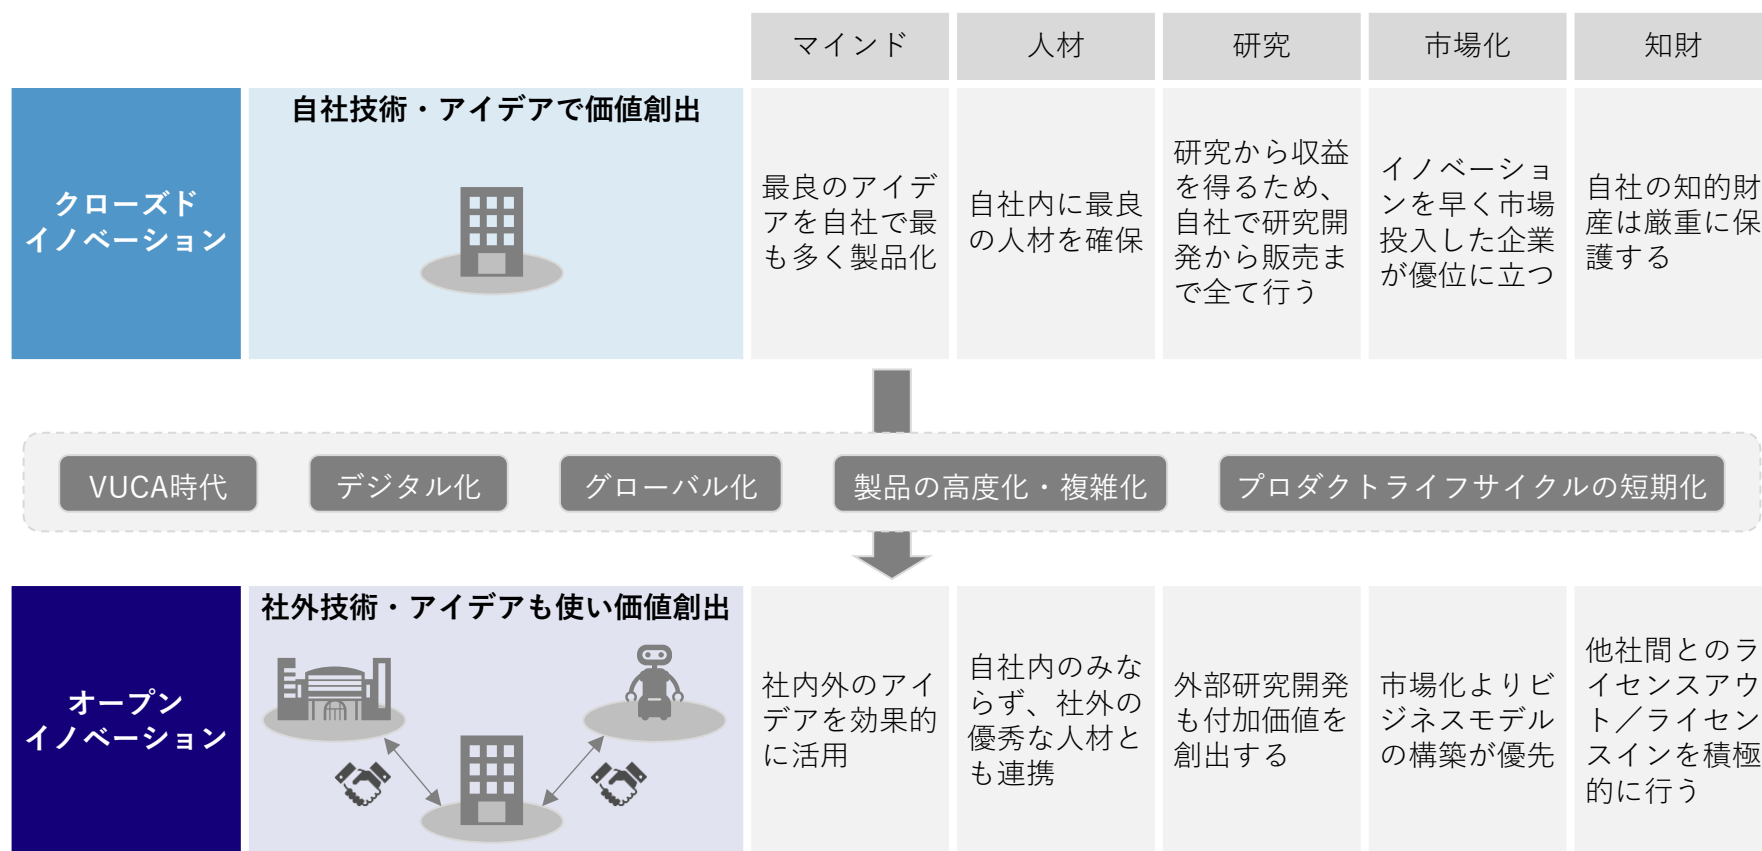 マインド
人材
研究
市場化
知財
クローズド
イノベーション
自社技術・アイデアで価値創出
最良のアイデ
アを自社で最
も多く製品化
自社内に最良
の人材を確保
研究から収益
を得るため、
自社で研究開
発から販売ま
で全て行う
イノベーショ
ンを早く市場
投入した企業
が優位に立つ
自社の知的財
産は厳重に保
護する
VUCA時代
デジタル化
グローバル化
製品の高度化・複雑化
プロダクトライフサイクルの短期化
オープン
イノベーション
社外技術・アイデアも使い価値創出
社内外のアイ
デアを効果的
に活用
自社内のみな
らず、社外の
優秀な人材と
も連携
外部研究開発
も付加価値を
創出する
市場化よりビ
ジネスモデル
の構築が優先
他社間とのラ
イセンスアウ
ト／ライセン
スインを積極
的に行う